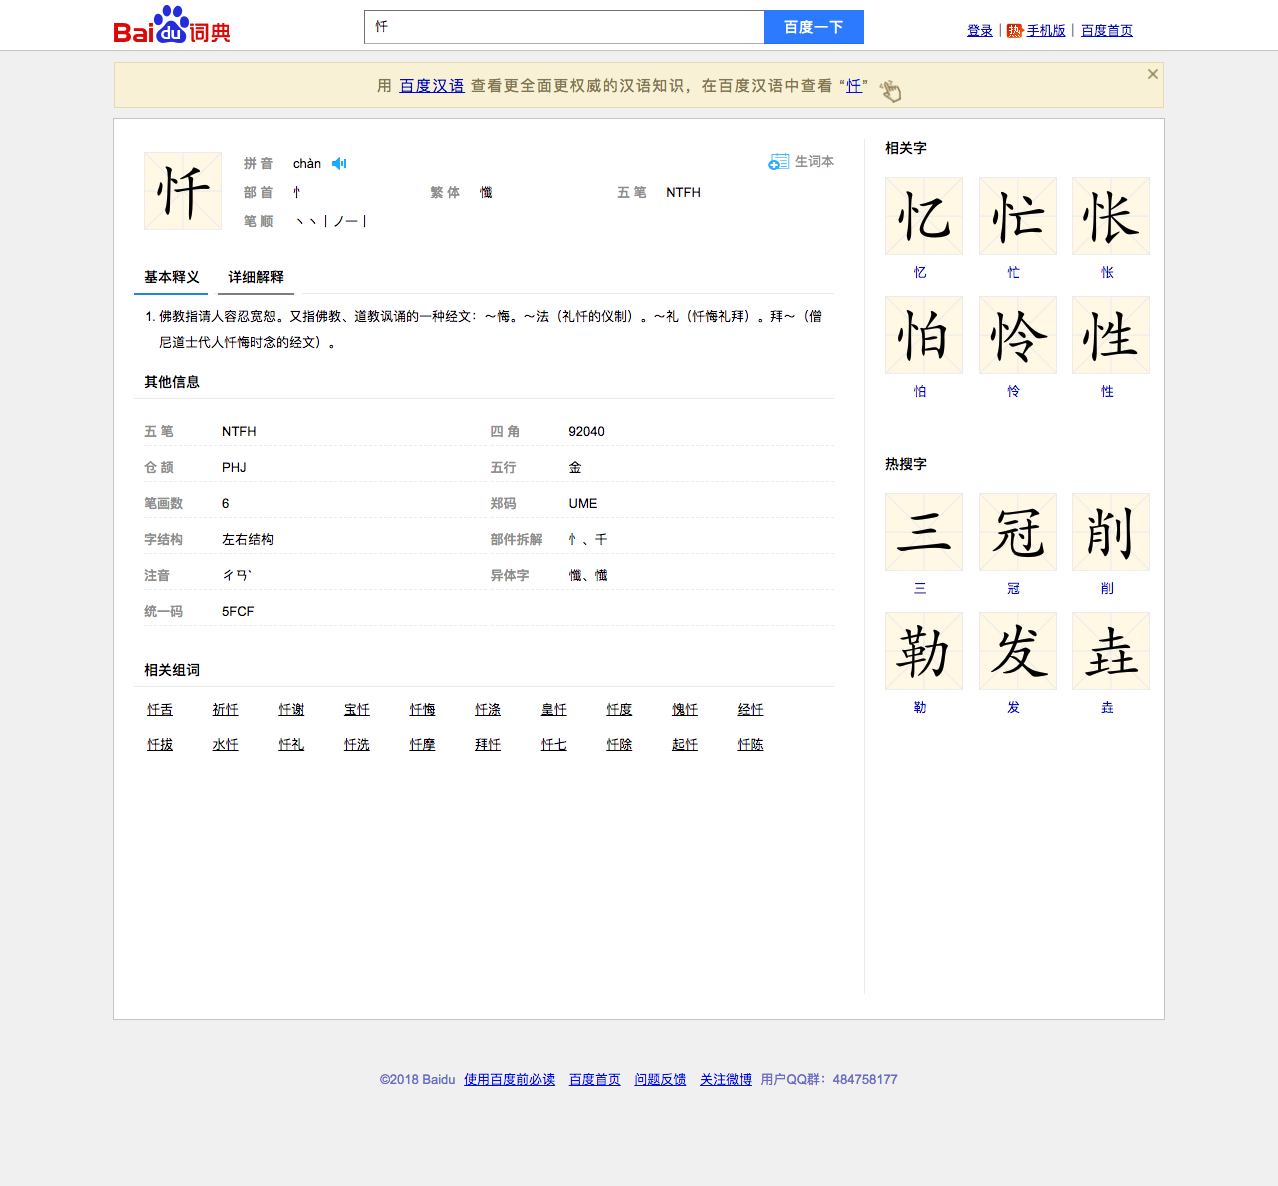 Baidu词典
忏
百度一下
登录 | 热 手机版 | 百度首页
用 百度汉语 查看更全面更权威的汉语知识，在百度汉语中查看 “忏”
忏
拼 音 chàn
生词本
部 首 忄 繁 体 懺 五 笔 NTFH
笔 顺 丶丶丨ノ一丨
基本释义 详细解释
1. 佛教指请人容忍宽恕。又指佛教、道教讽诵的一种经文：～悔。～法（礼忏的仪制）。～礼（忏悔礼拜）。拜～（僧
尼道士代人忏悔时念的经文）。
其他信息
五 笔 NTFH 四 角 92040
仓 颉 PHJ 五行 金
笔画数 6 郑码 UME
字结构 左右结构 部件拆解 忄、千
注音 ㄔㄢˋ 异体字 懺、懴
统一码 5FCF
相关组词
忏舌 祈忏 忏谢 宝忏 忏悔 忏涤 皇忏 忏度 愧忏 经忏
忏拔 水忏 忏礼 忏洗 忏摩 拜忏 忏七 忏除 起忏 忏陈
相关字
忆 忙 怅
忆 忙 怅
怕 怜 性
怕 怜 性
热搜字
三 冠 削
三 冠 削
勒 发 垚
勒 发 垚
©2018 Baidu 使用百度前必读 百度首页 问题反馈 关注微博 用户QQ群：484758177